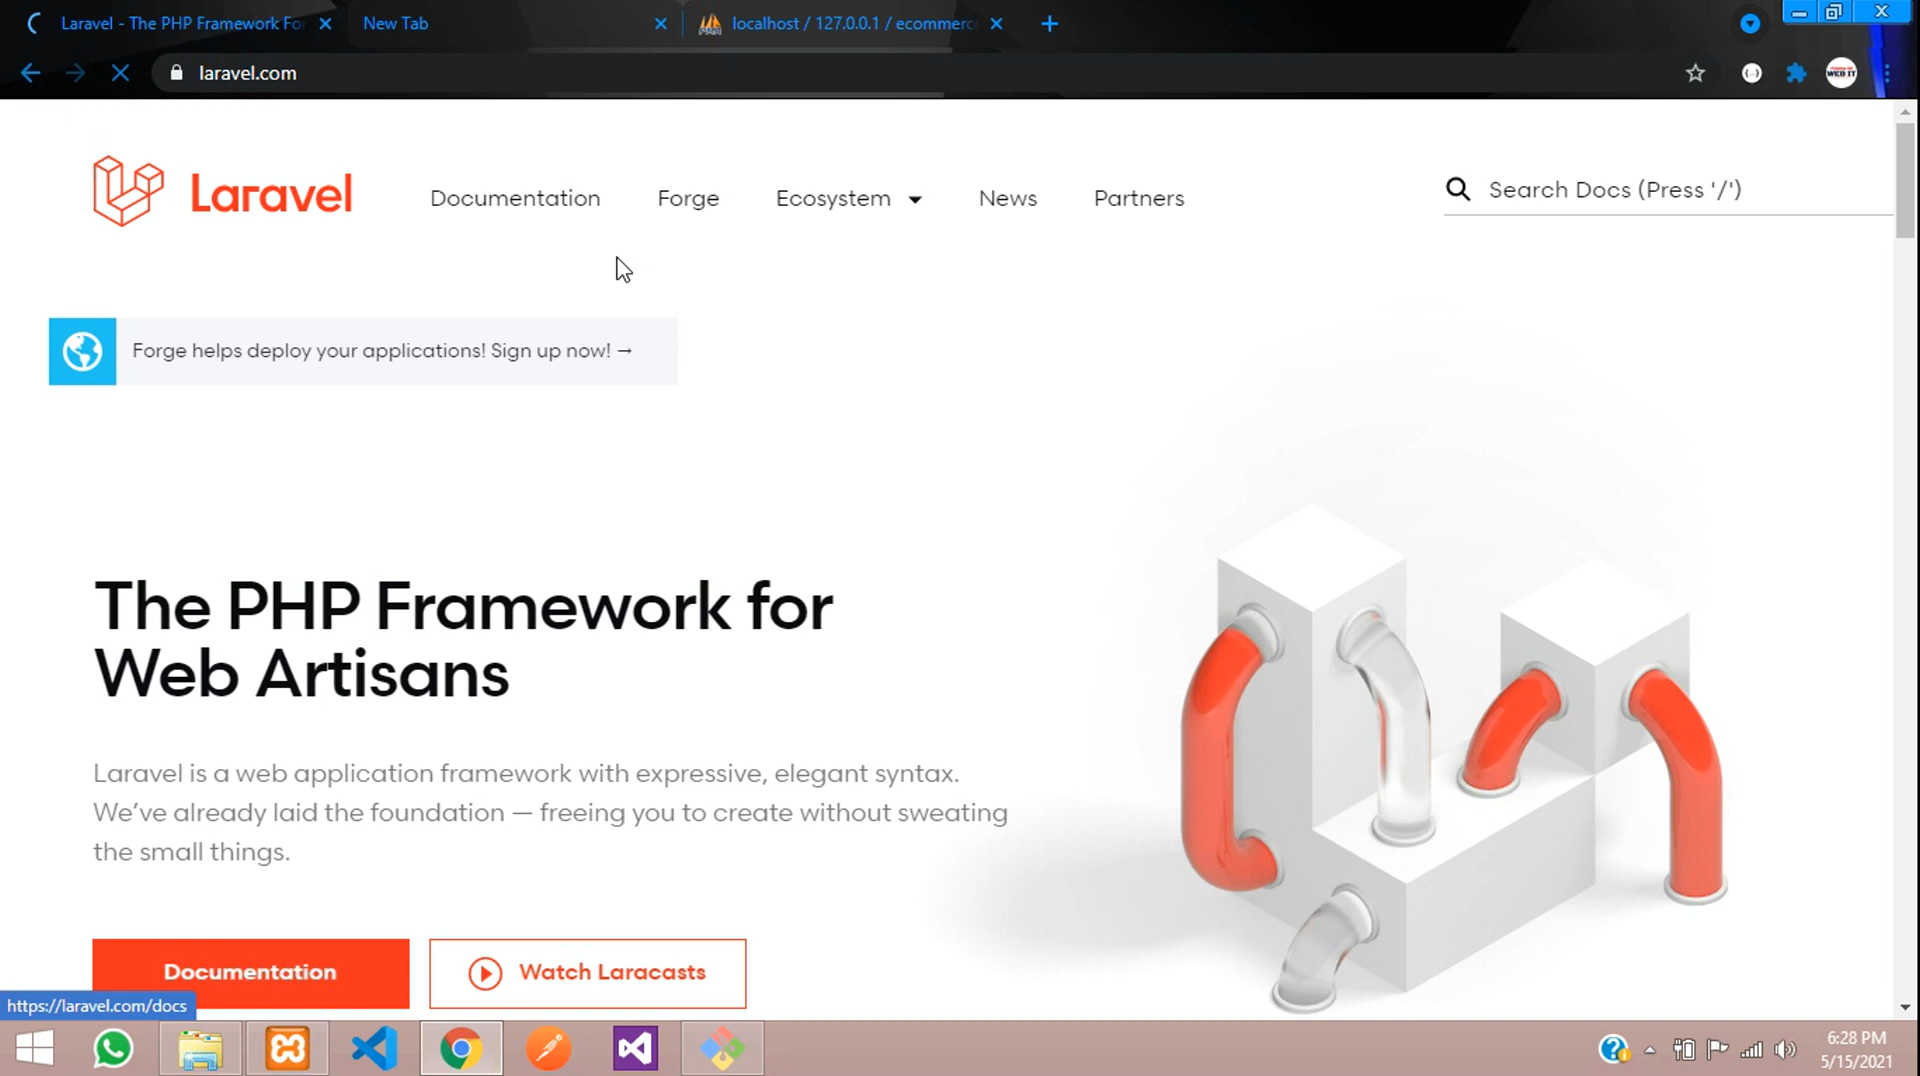 Laravel - The PHP Framework For
New Tab
localhost / 127.0.0.1 / ecommerc
laravel.com
WEB IT
Laravel
Documentation
Forge
Ecosystem
News
Partners
Search Docs (Press '/')
Forge helps deploy your applications! Sign up now! →
The PHP Framework for
Web Artisans
Laravel is a web application framework with expressive, elegant syntax.
We've already laid the foundation — freeing you to create without sweating
the small things.
Documentation
Watch Laracasts
https://laravel.com/docs
6:28 PM
5/15/2021